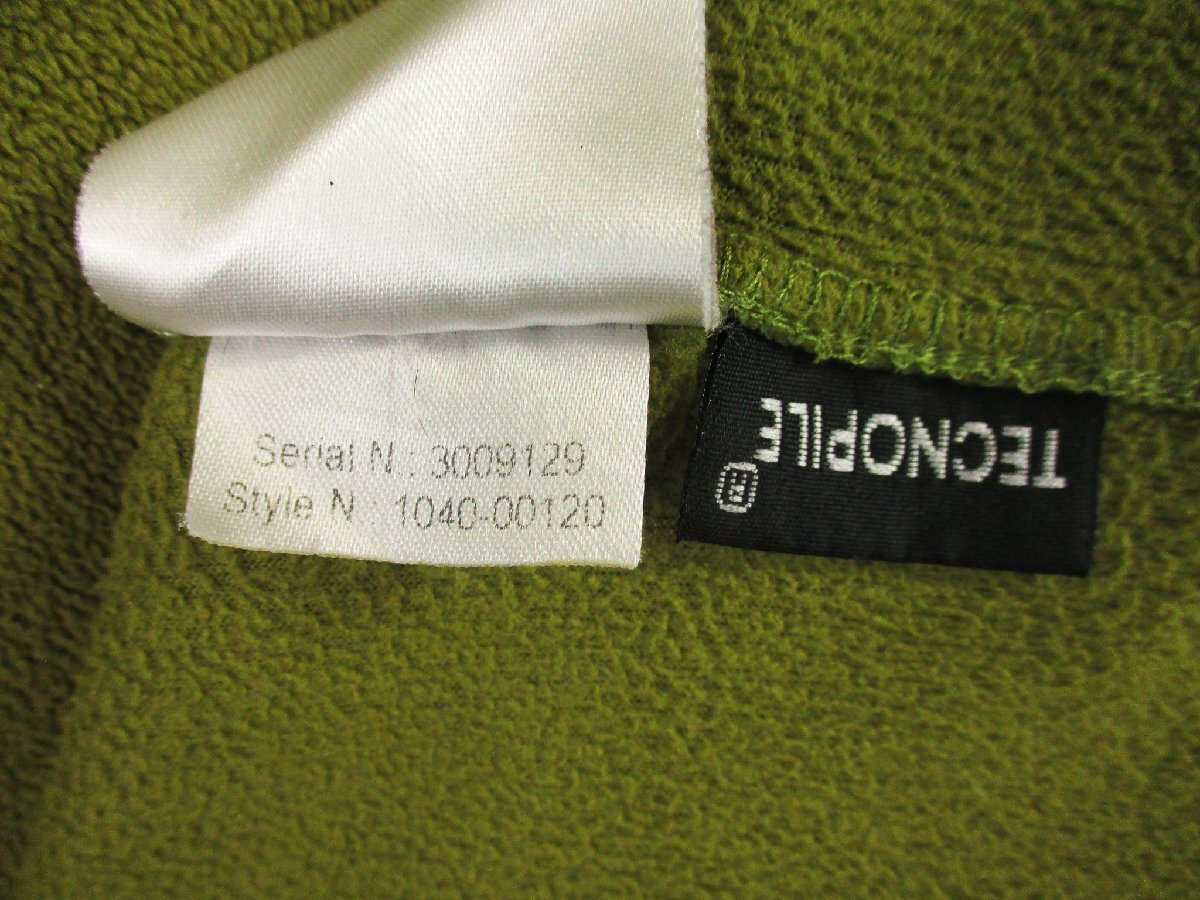 Serial N.: 3009129
Style N. 1040-00120
TECNOPILE
®